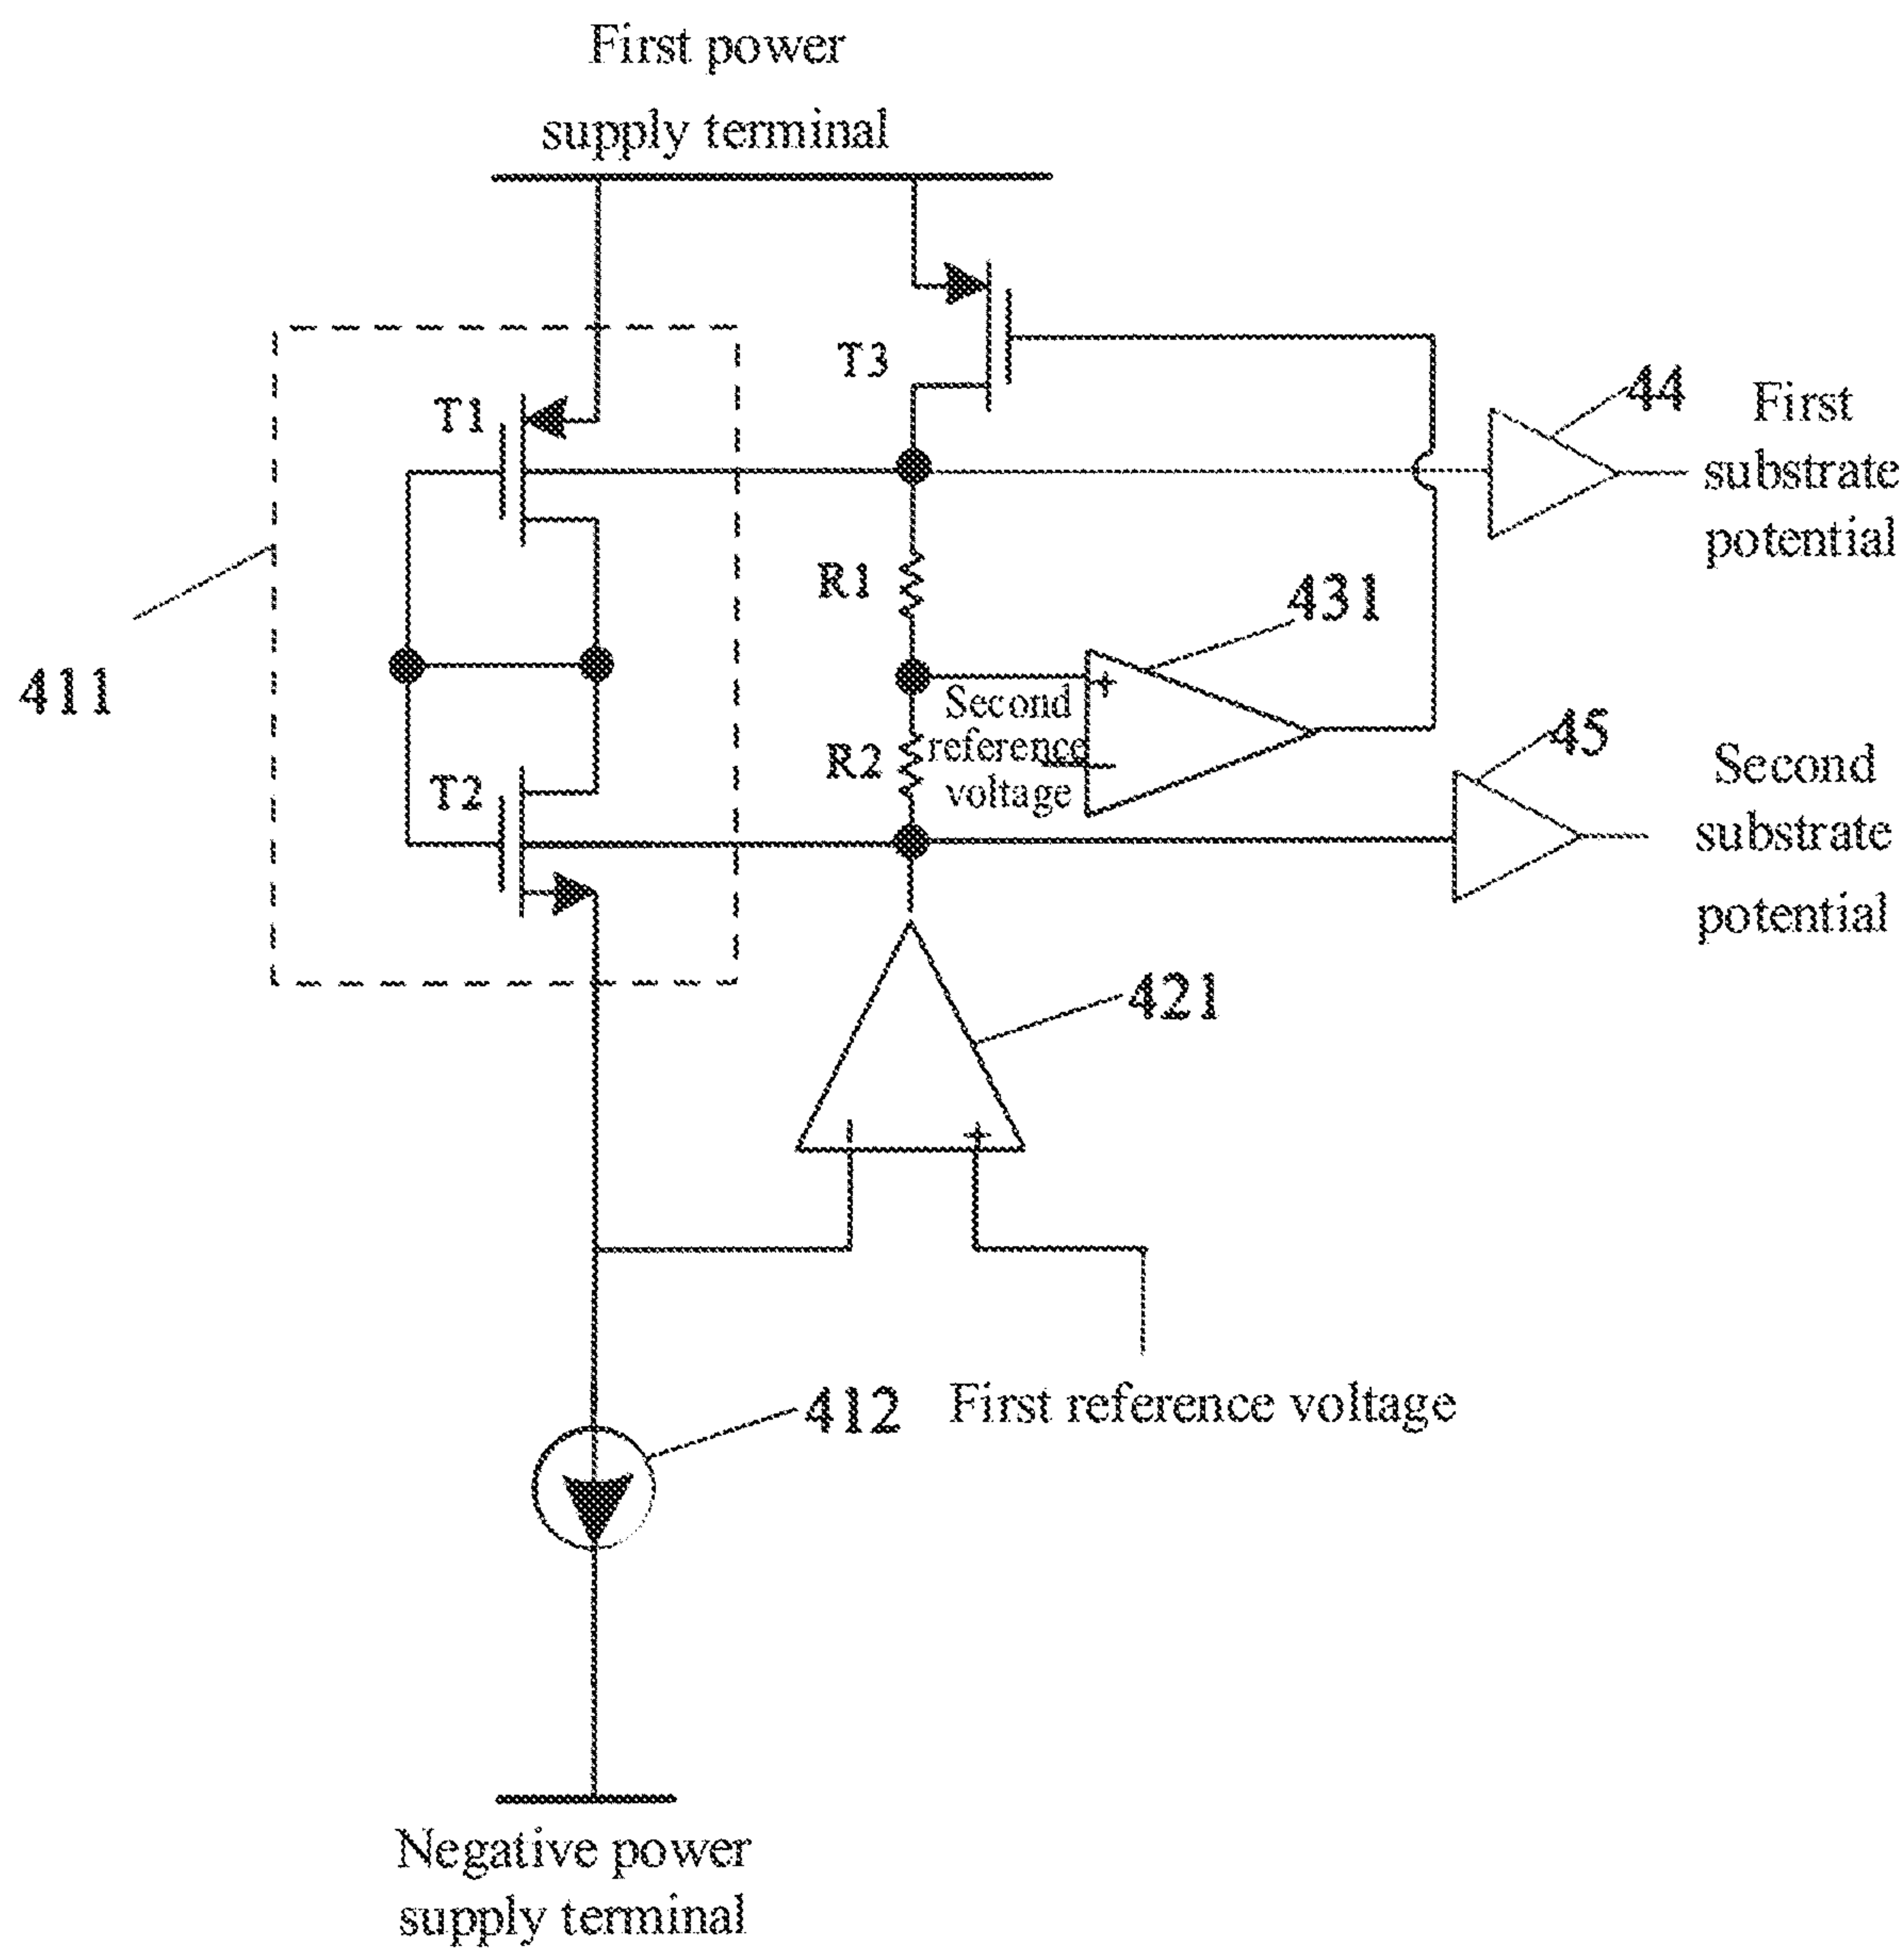 First power
supply terminal
T3
T1
44
First
substrate
potential
R1
431
411
+
Second
reference
voltage
R2
−
45
Second
substrate
potential
T2
421
−
+
412
First reference voltage
Negative power
supply terminal